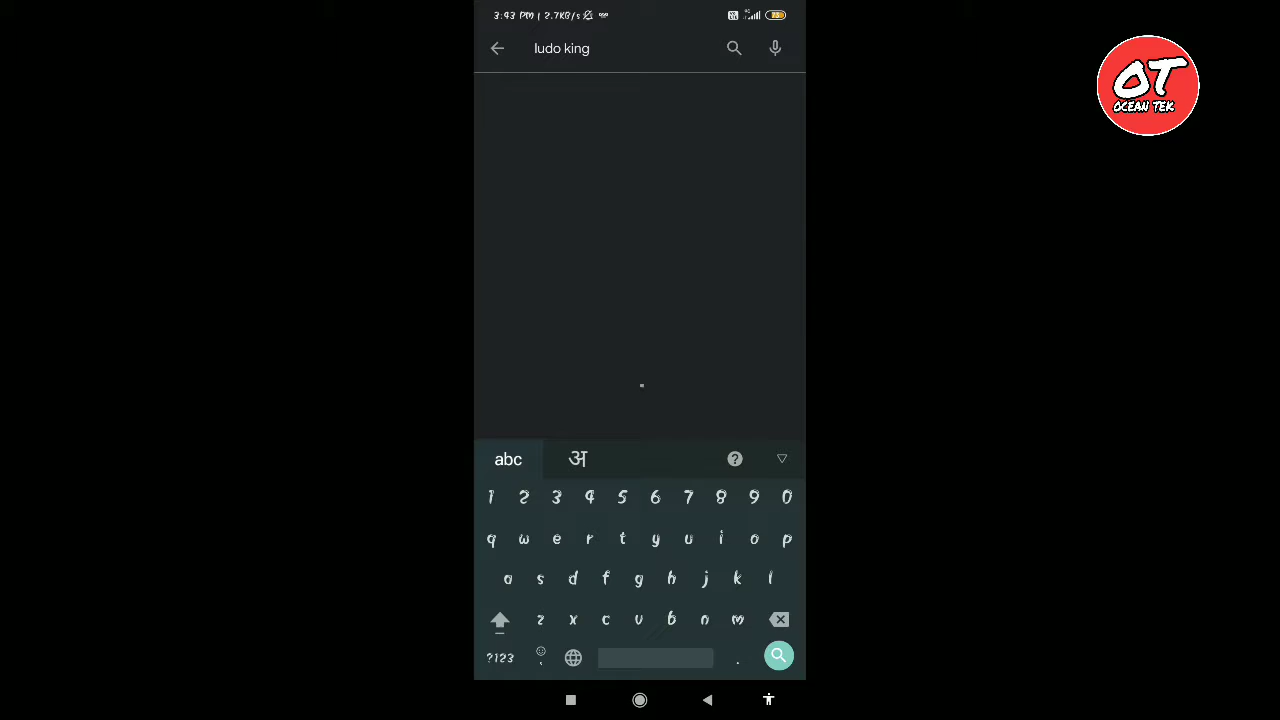 3:43 PM | 2.7KB/s
ludo king
OT
OCEAN TEK
abc अ
1 2 3 4 5 6 7 8 9 0
q w e r t y u i o p
a s d f g h j k l
z x c v b n m
?123 , .